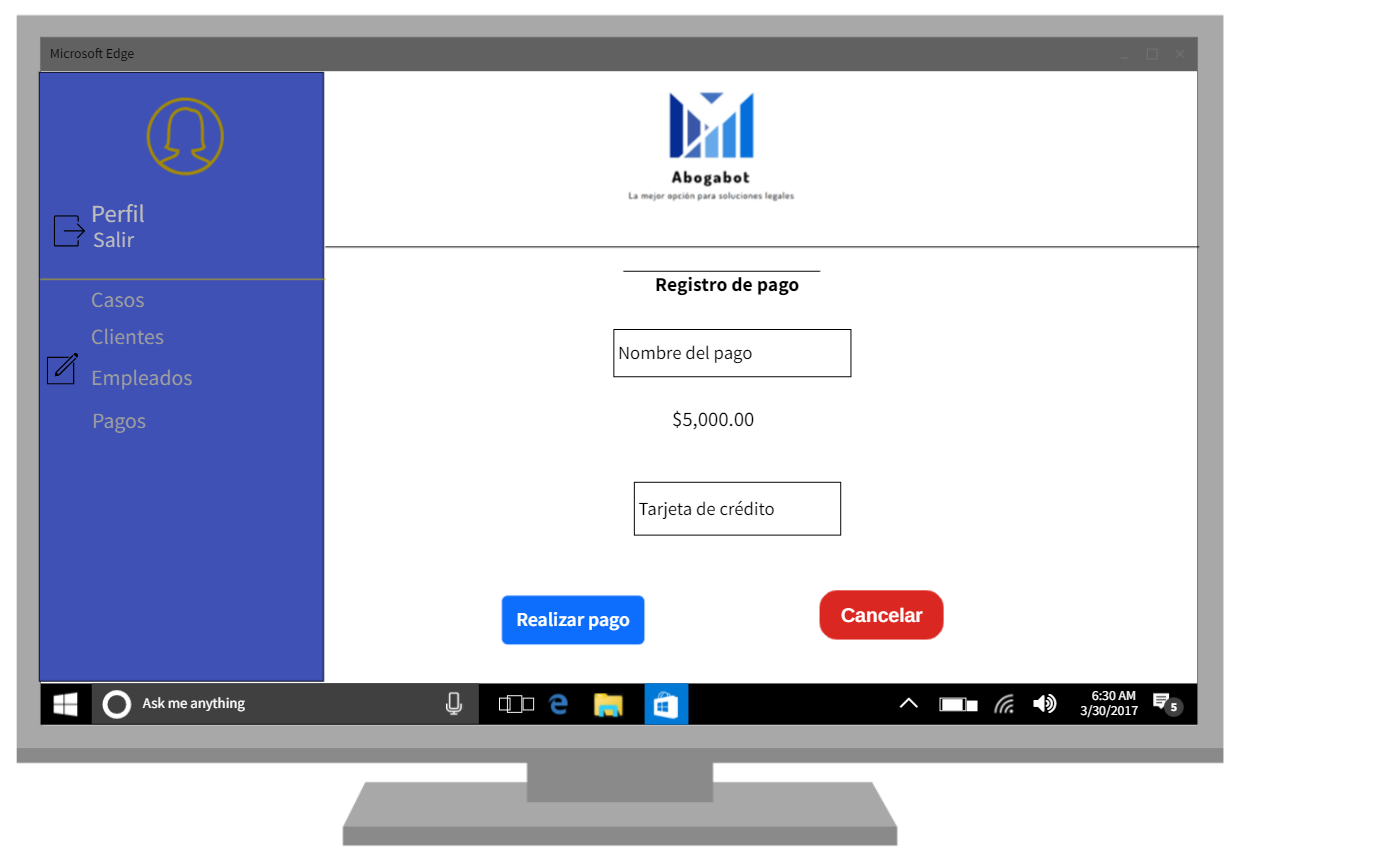 Microsoft Edge
Perfil
Salir
Casos
Clientes
Empleados
Pagos
Abogabot
La mejor opción para soluciones legales
Registro de pago
Nombre del pago
$5,000.00
Tarjeta de crédito
Realizar pago
Cancelar
Ask me anything
6:30 AM
3/30/2017
5